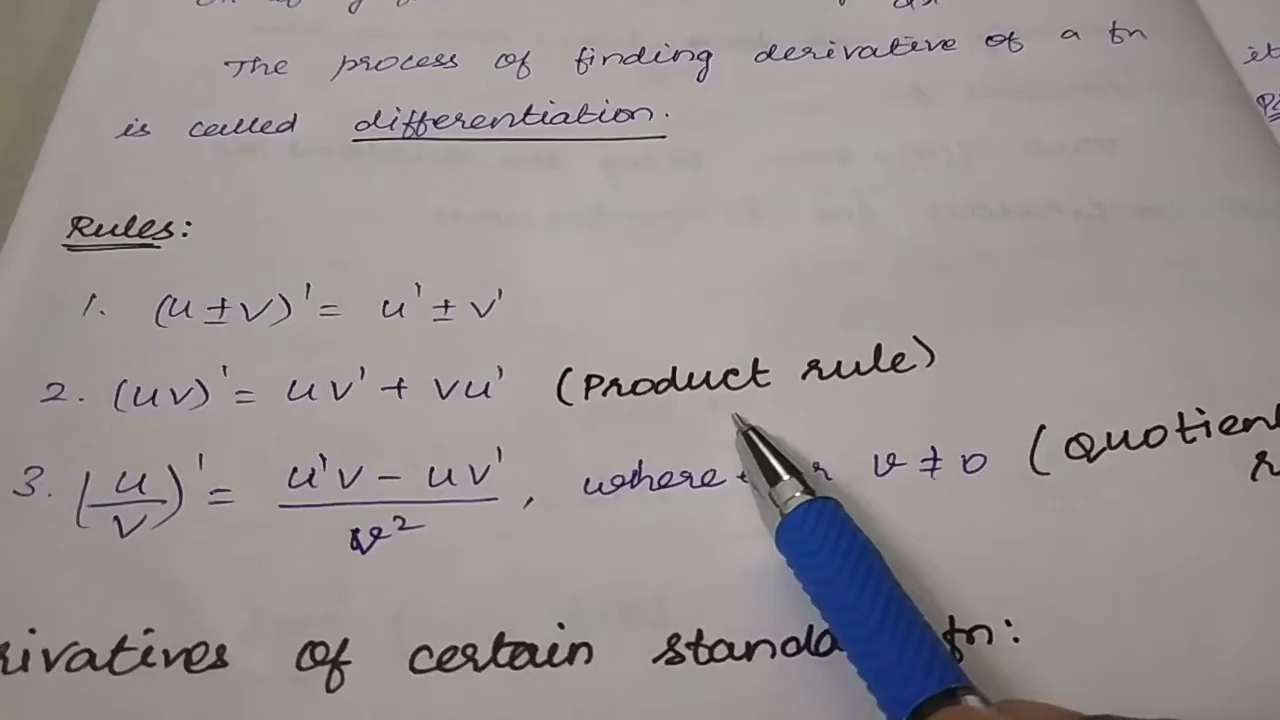 The process of finding derivative of a fn
is called differentiation.
Rules:
1. (u ± v)' = u' ± v'
2. (uv)' = uv' + vu' (Product rule)
3. (u/v)' = u'v - uv' / v², where v ≠ 0 (Quotien
rivatives of certain standa fn: